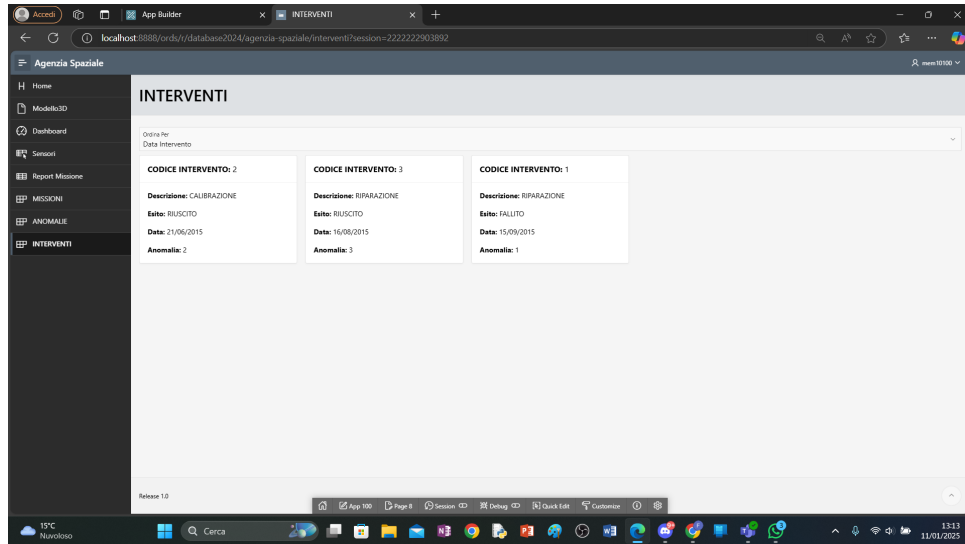 Accedi
App Builder
INTERVENTI
localhost:8888/ords/r/database2024/agenzia-spaziale/interventi?session=2222222903892
Agenzia Spaziale
mem10100
Home
Modello3D
Dashboard
Sensori
Report Missione
MISSIONI
ANOMALIE
INTERVENTI
INTERVENTI
Ordina Per
Data Intervento
CODICE INTERVENTO: 2
Descrizione: CALIBRAZIONE
Esito: RIUSCITO
Data: 21/06/2015
Anomalia: 2
CODICE INTERVENTO: 3
Descrizione: RIPARAZIONE
Esito: RIUSCITO
Data: 16/08/2015
Anomalia: 3
CODICE INTERVENTO: 1
Descrizione: RIPARAZIONE
Esito: FALLITO
Data: 15/09/2015
Anomalia: 1
Release 1.0
App 100 Page 8 Session Debug Quick Edit Customize
15°C
Nuvoloso
Cerca
13:13
11/01/2025